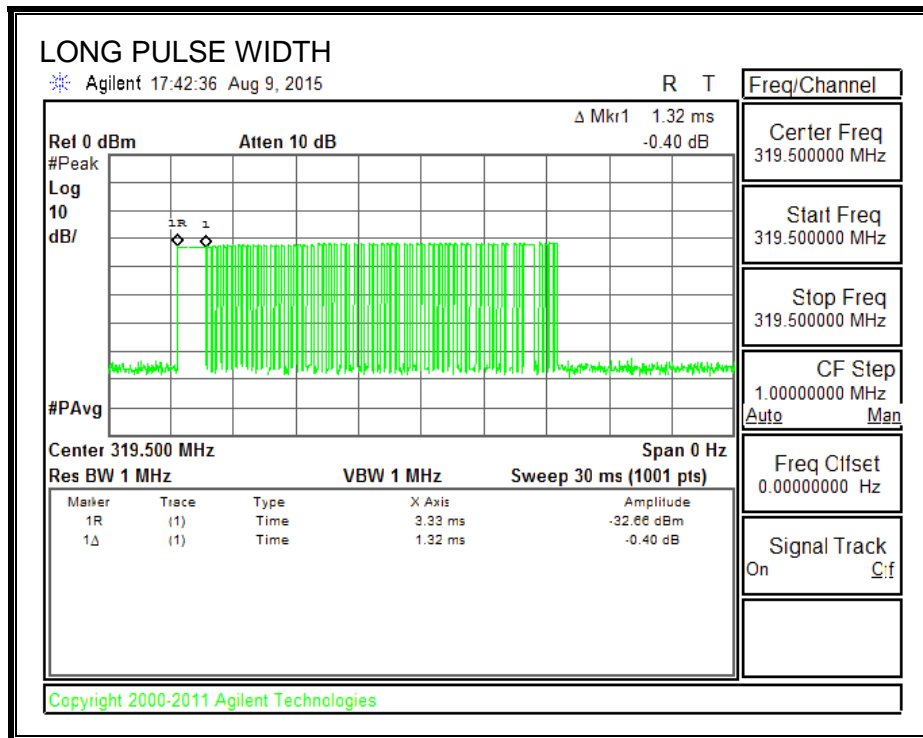 LONG PULSE WIDTH
Agilent 17:42:36 Aug 9, 2015 R T
Δ Mkr1 1.32 ms
Ref 0 dBm Atten 10 dB -0.40 dB
#Peak
Log
10
dB/
1R 1
#PAvg
Center 319.500 MHz Span 0 Hz
Res BW 1 MHz VBW 1 MHz Sweep 30 ms (1001 pts)
Marker Trace Type X Axis Amplitude
1R (1) Time 3.33 ms -32.66 dBm
1Δ (1) Time 1.32 ms -0.40 dB
Freq/Channel
Center Freq
319.500000 MHz
Start Freq
319.500000 MHz
Stop Freq
319.500000 MHz
CF Step
1.00000000 MHz
Auto Man
Freq Offset
0.00000000 Hz
Signal Track
On Off
Copyright 2000-2011 Agilent Technologies